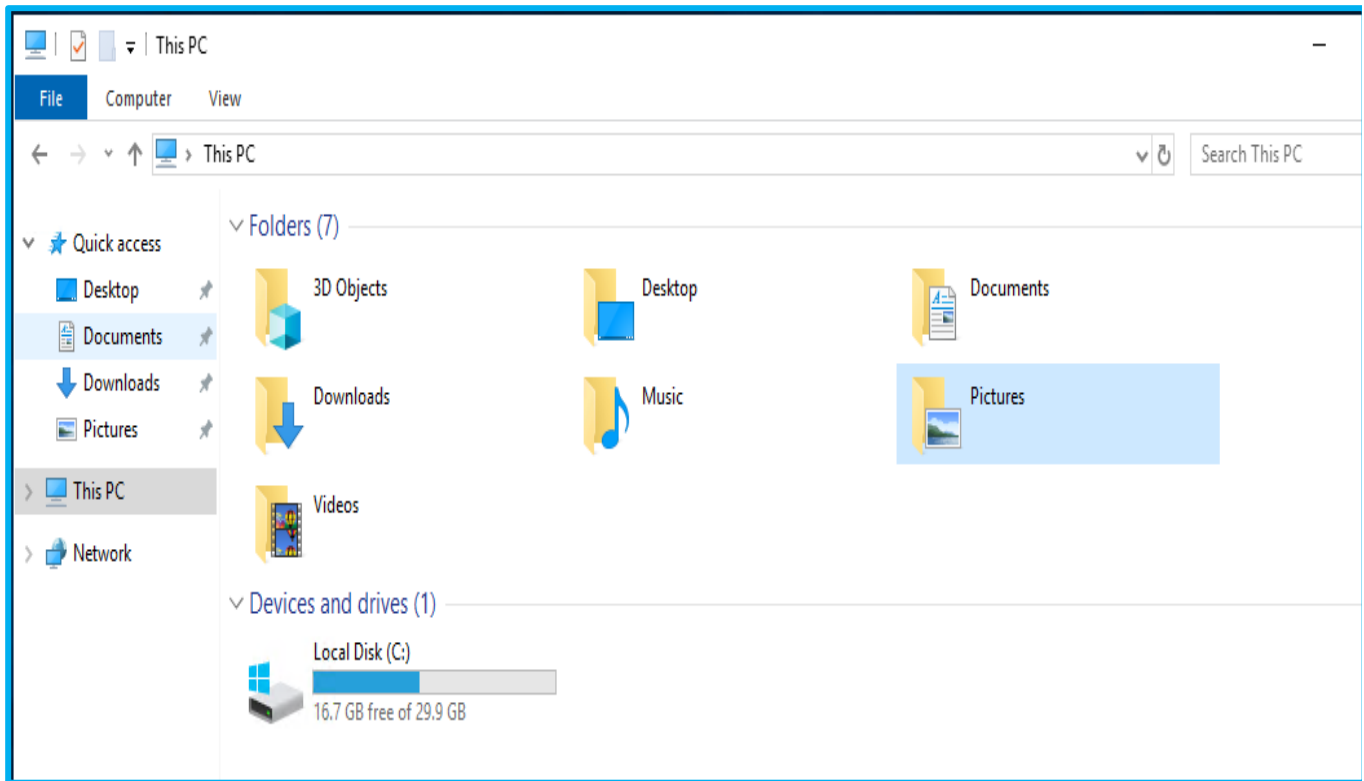 This PC
File Computer View
This PC
Search This PC
Quick access
Desktop
Documents
Downloads
Pictures
This PC
Network
Folders (7)
3D Objects
Desktop
Documents
Downloads
Music
Pictures
Videos
Devices and drives (1)
Local Disk (C:)
16.7 GB free of 29.9 GB